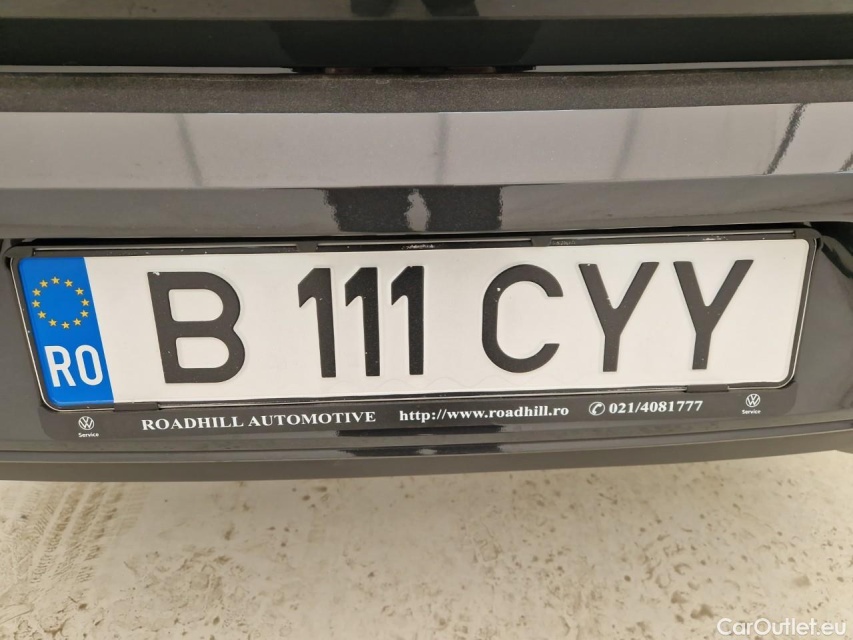 RO B 111 CYY
Service ROADHILL AUTOMOTIVE http://www.roadhill.ro ✆ 021/4081777 Service
CarOutlet.eu